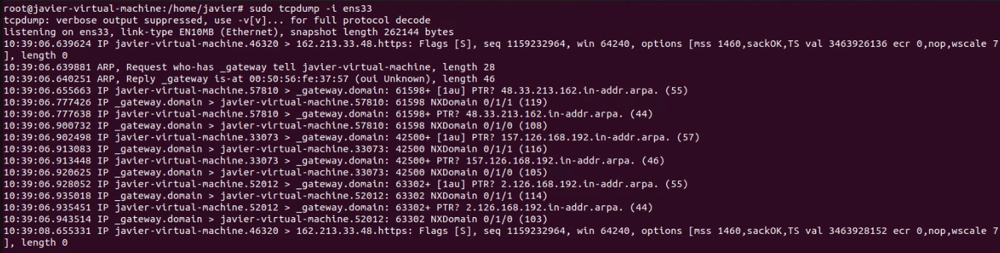 root@javier-virtual-machine:/home/javier# sudo tcpdump -i ens33
tcpdump: verbose output suppressed, use -v[v]... for full protocol decode
listening on ens33, link-type EN10MB (Ethernet), snapshot length 262144 bytes
10:39:06.639624 IP javier-virtual-machine.46320 > 162.213.33.48.https: Flags [S], seq 1159232964, win 64240, options [mss 1460,sackOK,TS val 3463926136 ecr 0,nop,wscale 7
], length 0
10:39:06.639881 ARP, Request who-has _gateway tell javier-virtual-machine, length 28
10:39:06.640251 ARP, Reply _gateway is-at 00:50:56:fe:37:57 (oui Unknown), length 46
10:39:06.655663 IP javier-virtual-machine.57810 > _gateway.domain: 61598+ [1au] PTR? 48.33.213.162.in-addr.arpa. (55)
10:39:06.777426 IP _gateway.domain > javier-virtual-machine.57810: 61598 NXDomain 0/1/1 (119)
10:39:06.777638 IP javier-virtual-machine.57810 > _gateway.domain: 61598+ PTR? 48.33.213.162.in-addr.arpa. (44)
10:39:06.900732 IP _gateway.domain > javier-virtual-machine.57810: 61598 NXDomain 0/1/0 (108)
10:39:06.902498 IP javier-virtual-machine.33073 > _gateway.domain: 42500+ [1au] PTR? 157.126.168.192.in-addr.arpa. (57)
10:39:06.913083 IP _gateway.domain > javier-virtual-machine.33073: 42500 NXDomain 0/1/1 (116)
10:39:06.913448 IP javier-virtual-machine.33073 > _gateway.domain: 42500+ PTR? 157.126.168.192.in-addr.arpa. (46)
10:39:06.920625 IP _gateway.domain > javier-virtual-machine.33073: 42500 NXDomain 0/1/0 (105)
10:39:06.928052 IP javier-virtual-machine.52012 > _gateway.domain: 63302+ [1au] PTR? 2.126.168.192.in-addr.arpa. (55)
10:39:06.935018 IP _gateway.domain > javier-virtual-machine.52012: 63302 NXDomain 0/1/1 (114)
10:39:06.935451 IP javier-virtual-machine.52012 > _gateway.domain: 63302+ PTR? 2.126.168.192.in-addr.arpa. (44)
10:39:06.943514 IP _gateway.domain > javier-virtual-machine.52012: 63302 NXDomain 0/1/0 (103)
10:39:08.655331 IP javier-virtual-machine.46320 > 162.213.33.48.https: Flags [S], seq 1159232964, win 64240, options [mss 1460,sackOK,TS val 3463928152 ecr 0,nop,wscale 7
], length 0